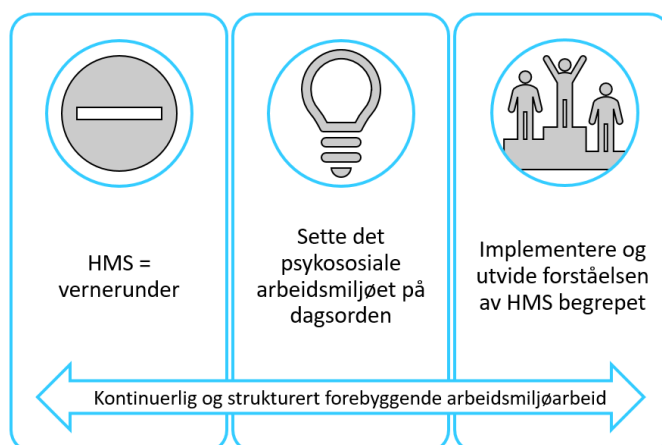 HMS =
vernerunder
Sette det
psykososiale
arbeidsmiljøet på
dagsorden
Implementere og
utvide forståelsen
av HMS begrepet
Kontinuerlig og strukturert forebyggende arbeidsmiljøarbeid